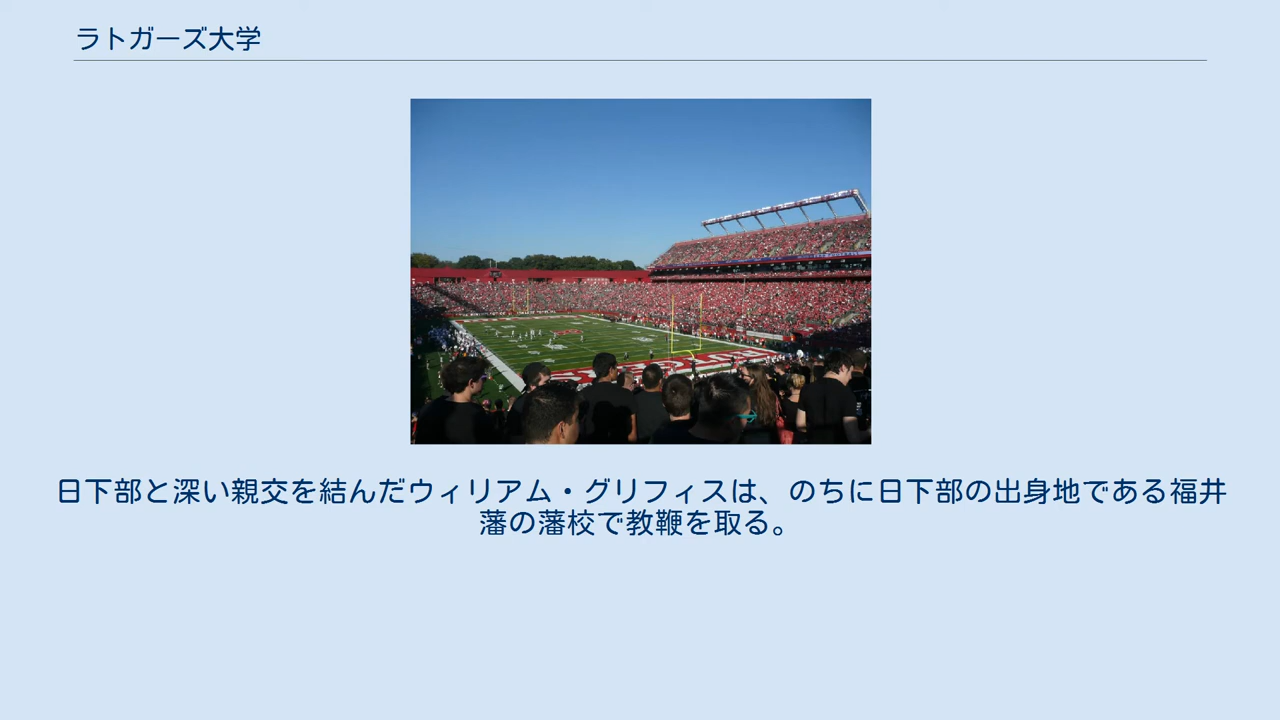 ラトガーズ大学
RUTGERS
日下部と深い親交を結んだウィリアム・グリフィスは、のちに日下部の出身地である福井
藩の藩校で教鞭を取る。